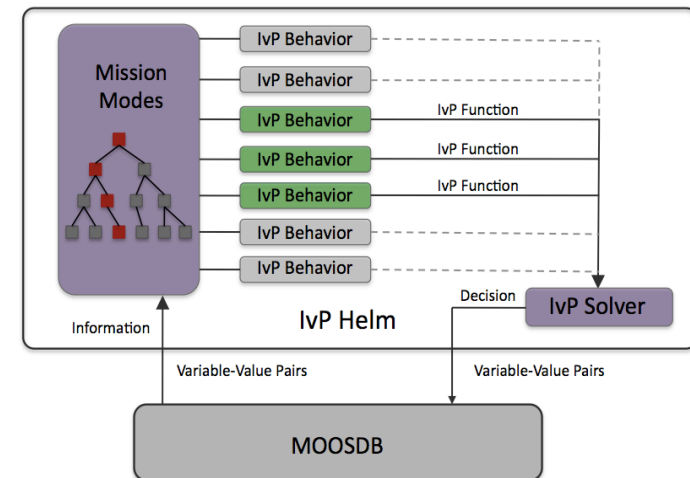 Mission
Modes
IvP Behavior
IvP Behavior
IvP Behavior
IvP Function
IvP Behavior
IvP Function
IvP Behavior
IvP Function
IvP Behavior
IvP Behavior
Information
IvP Helm
Decision
IvP Solver
Variable-Value Pairs
Variable-Value Pairs
MOOSDB